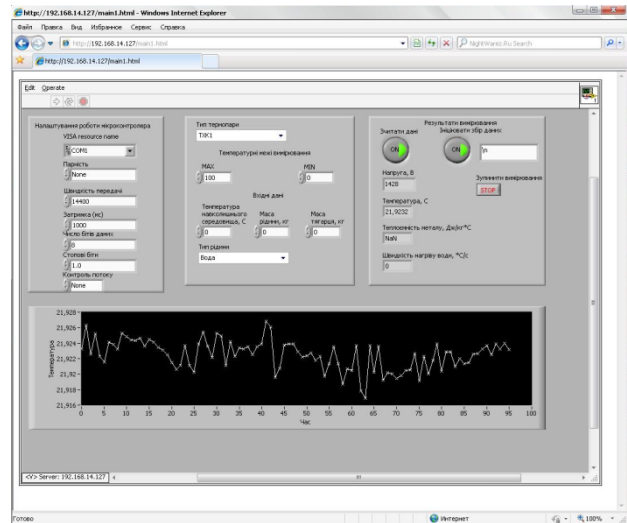 http://192.168.14.127/main1.html - Windows Internet Explorer
Файл Правка Вид Избранное Сервис Справка
http://192.168.14.127/main1.html
NightWares.Ru Search
http://192.168.14.127/main1.html
Edit Operate
Налаштування роботи мікроконтролера
VISA resource name
COM1
Парність
None
Швидкість передачі
14400
Затримка (мс)
1000
Число бітів даних
8
Стопові біти
1.0
Контроль потоку
None
Тип термопари
ТХК1
Температурні межі вимірювання
MAX
MIN
100
0
Вхідні дані
Температура навколишнього середовища, С
Маса рідини, кг
Маса тягарця, кг
0
0
0
Тип рідини
Вода
Результати вимірювання
Зчитати дані
ON
ON
\n
Напруга, В
1428
Зупинити вимірювання
STOP
Температура, С
21,9232
Теплоємність металу, Дж/кг*С
NaN
Швидкість нагріву води, °С/с
0
Температура
21,928
21,926
21,924
21,922
21,92
21,918
21,916
0 5 10 15 20 25 30 35 40 45 50 55 60 65 70 75 80 85 90 95 100
Час
<V> Server: 192.168.14.127
Готово
Интернет
100%